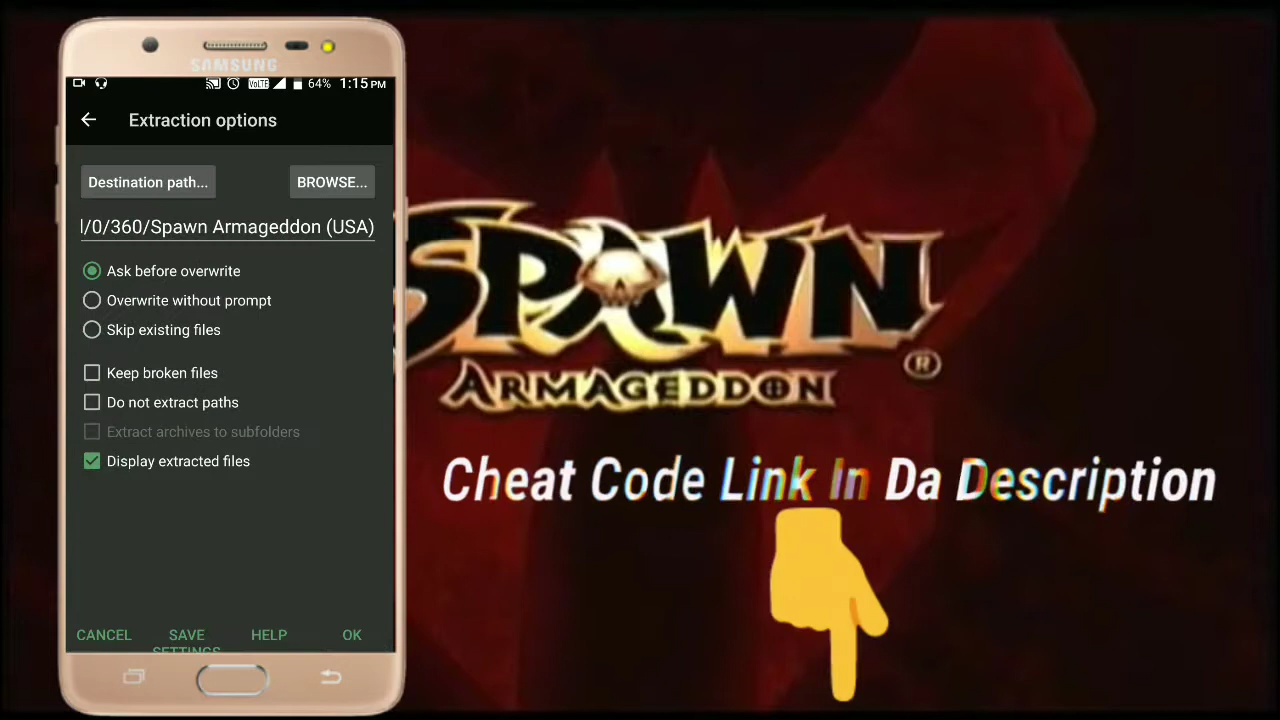 SAMSUNG
VoLTE 64% 1:15 PM
Extraction options
Destination path... BROWSE...
l/0/360/Spawn Armageddon (USA)
Ask before overwrite
Overwrite without prompt
Skip existing files
Keep broken files
Do not extract paths
Extract archives to subfolders
Display extracted files
CANCEL SAVE SETTINGS HELP OK
SPAWN
®
ARMAGEDDON
Cheat Code Link In Da Description